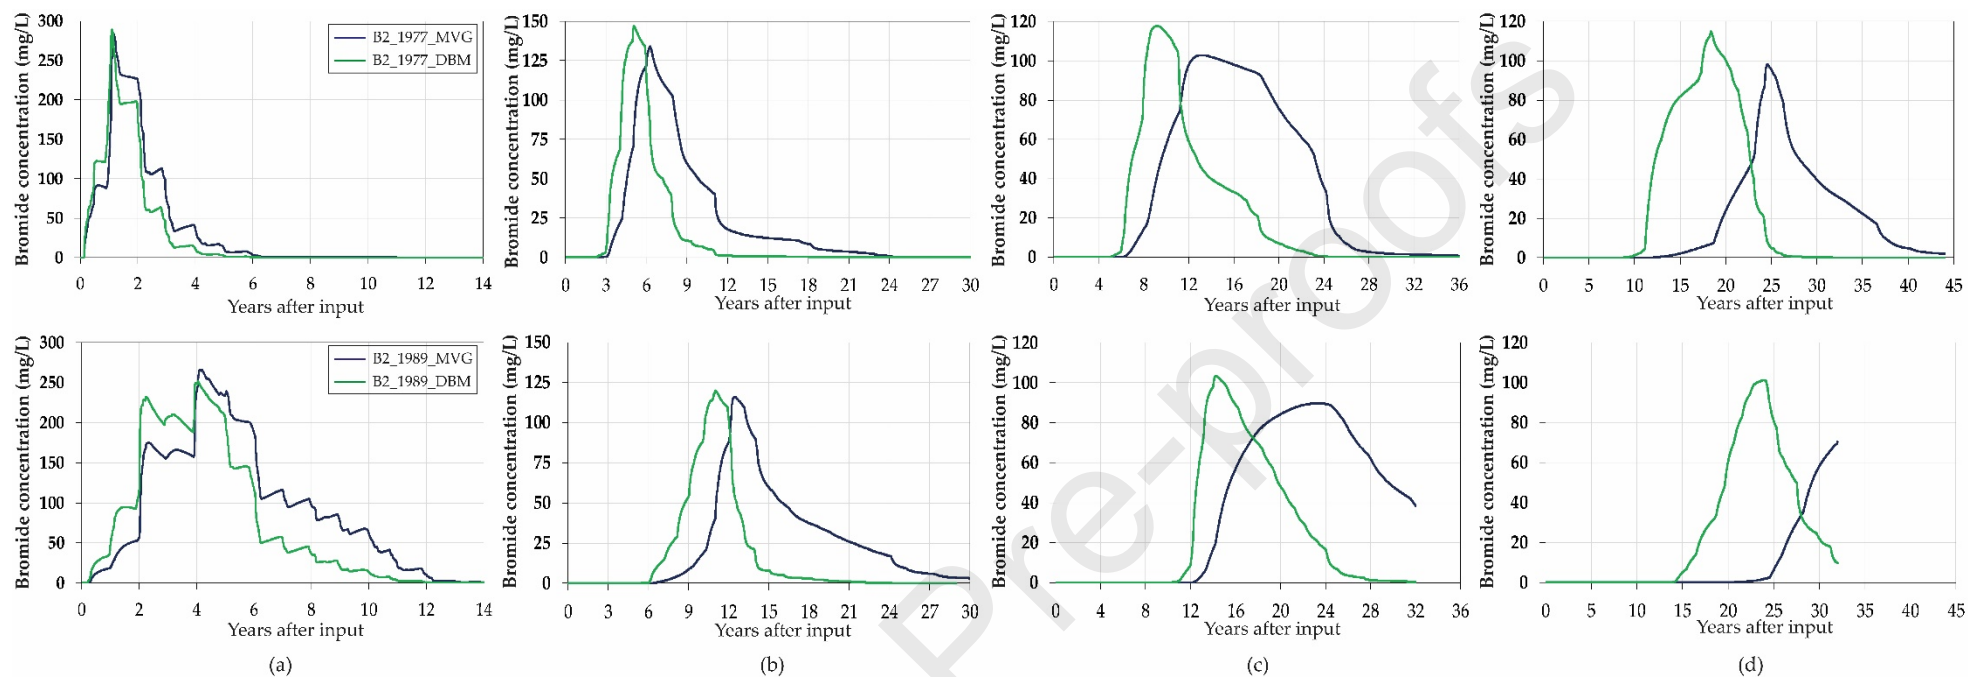 Bromide concentration (mg/L)
300
250
200
150
100
50
0
B2_1977_MVG
B2_1977_DBM
0 2 4 6 8 10 12 14
Years after input
Bromide concentration (mg/L)
150
125
100
75
50
25
0
0 3 6 9 12 15 18 21 24 27 30
Years after input
Bromide concentration (mg/L)
120
100
80
60
40
20
0
0 4 8 12 16 20 24 28 32 36
Years after input
Bromide concentration (mg/L)
120
100
80
60
40
20
0
0 5 10 15 20 25 30 35 40 45
Years after input
Bromide concentration (mg/L)
300
250
200
150
100
50
0
B2_1989_MVG
B2_1989_DBM
0 2 4 6 8 10 12 14
Years after input
(a)
Bromide concentration (mg/L)
150
125
100
75
50
25
0
0 3 6 9 12 15 18 21 24 27 30
Years after input
(b)
Bromide concentration (mg/L)
120
100
80
60
40
20
0
0 4 8 12 16 20 24 28 32 36
Years after input
(c)
Bromide concentration (mg/L)
120
100
80
60
40
20
0
0 5 10 15 20 25 30 35 40 45
Years after input
(d)
Pre-proofs